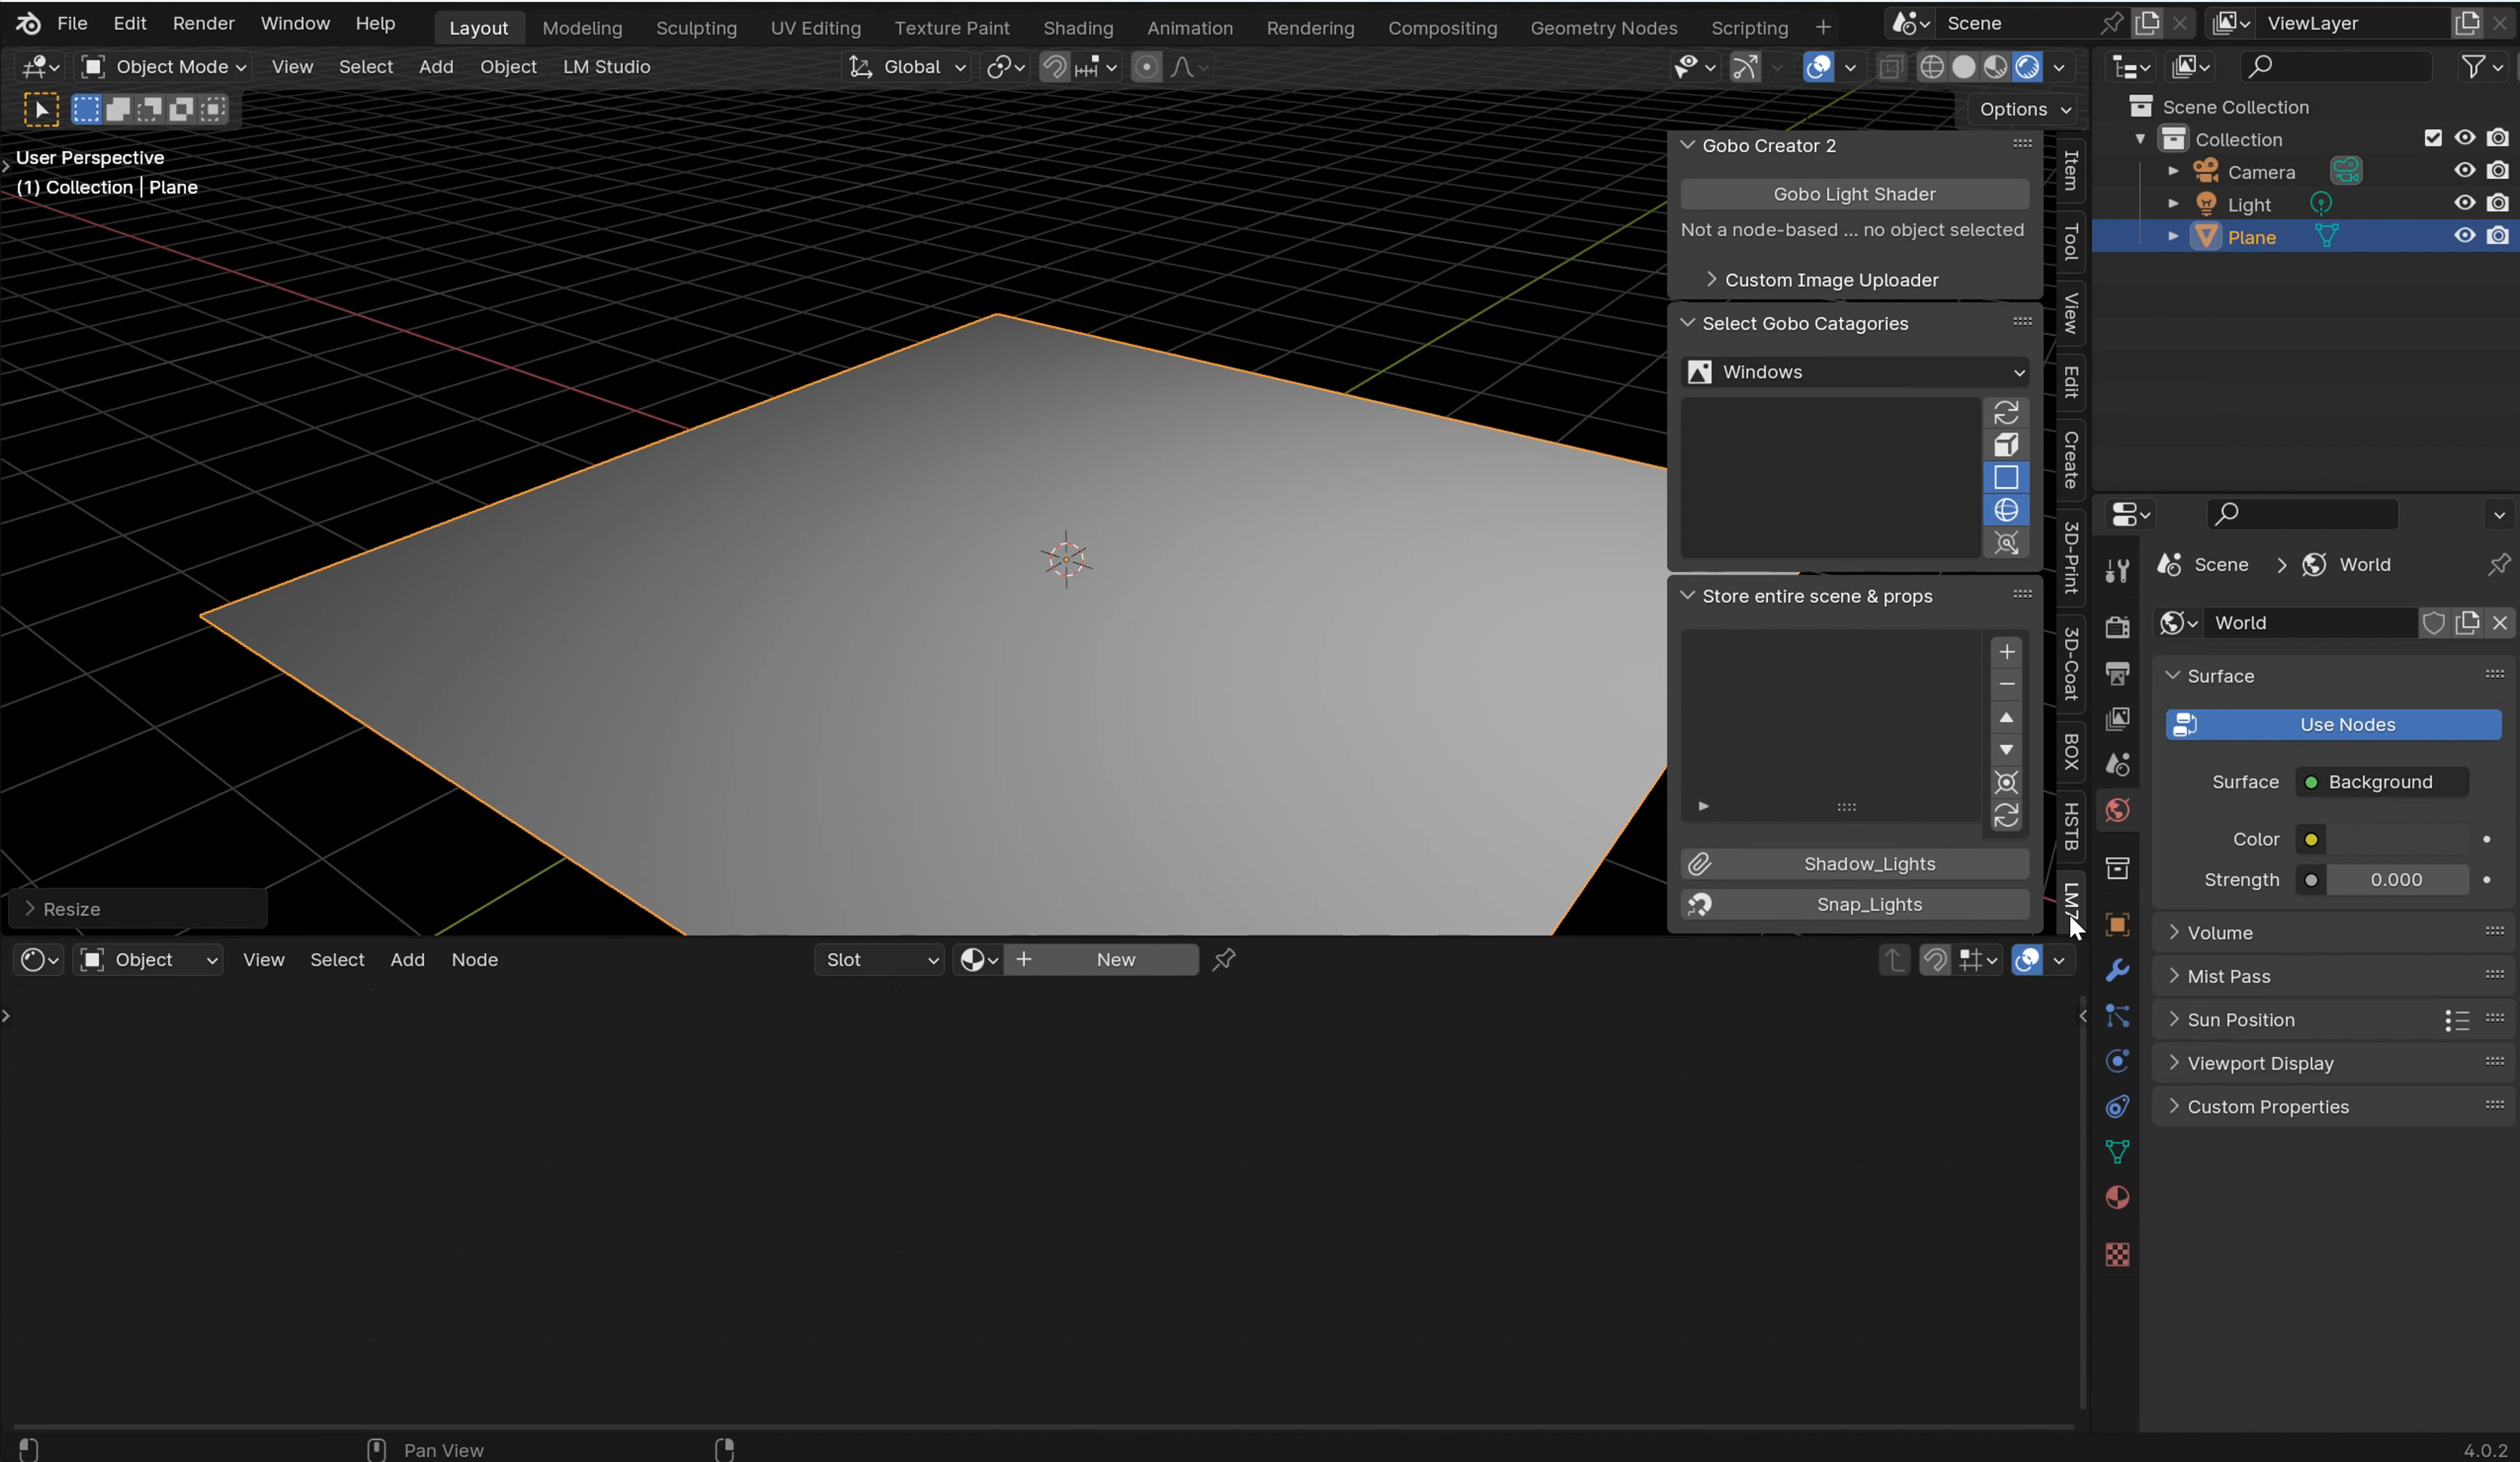 File Edit Render Window Help Layout Modeling Sculpting UV Editing Texture Paint Shading Animation Rendering Compositing Geometry Nodes Scripting + Scene ViewLayer
Object Mode View Select Add Object LM Studio Global
Options
User Perspective
(1) Collection | Plane
Gobo Creator 2
Gobo Light Shader
Not a node-based ... no object selected
Custom Image Uploader
Select Gobo Catagories
Windows
Store entire scene & props
Shadow_Lights
Snap_Lights
Item
Tool
View
Edit
Create
3D-Print
3D-Coat
BOX
HSTB
LM7
Resize
Scene Collection
Collection
Camera
Light
Plane
Scene > World
World
Surface
Use Nodes
Surface Background
Color
Strength 0.000
Volume
Mist Pass
Sun Position
Viewport Display
Custom Properties
Object View Select Add Node Slot + New
Pan View
4.0.2